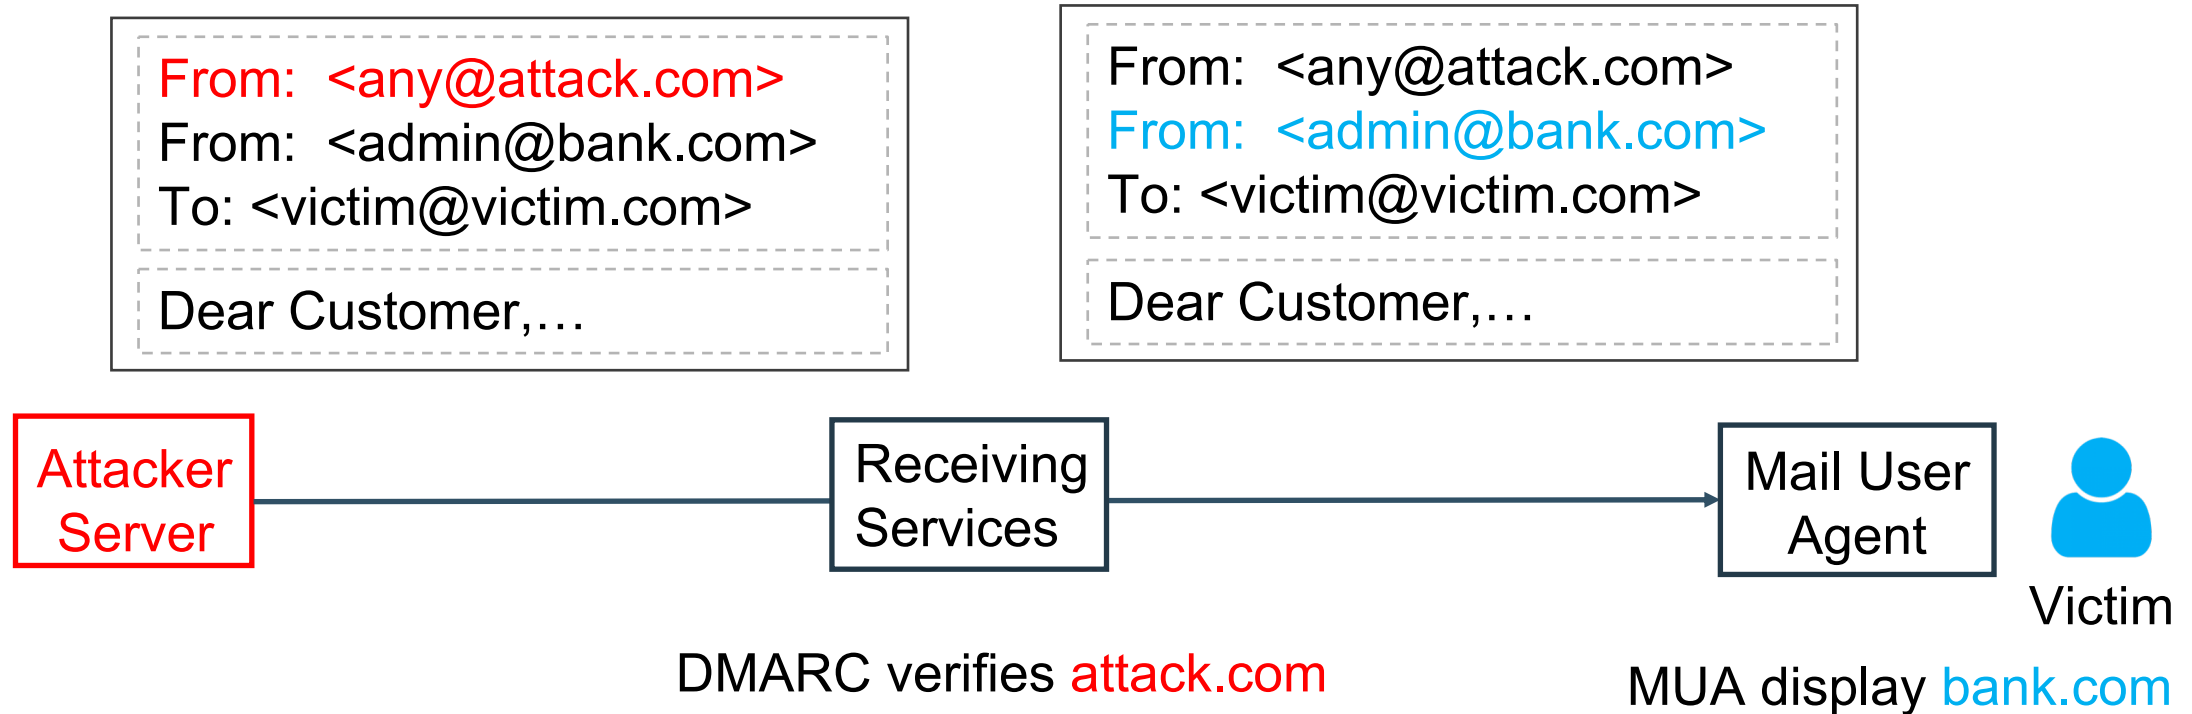 From: <any@attack.com>
From: <admin@bank.com>
To: <victim@victim.com>
Dear Customer,…
From: <any@attack.com>
From: <admin@bank.com>
To: <victim@victim.com>
Dear Customer,…
Attacker
Server
Receiving
Services
Mail User
Agent
Victim
DMARC verifies attack.com
MUA display bank.com